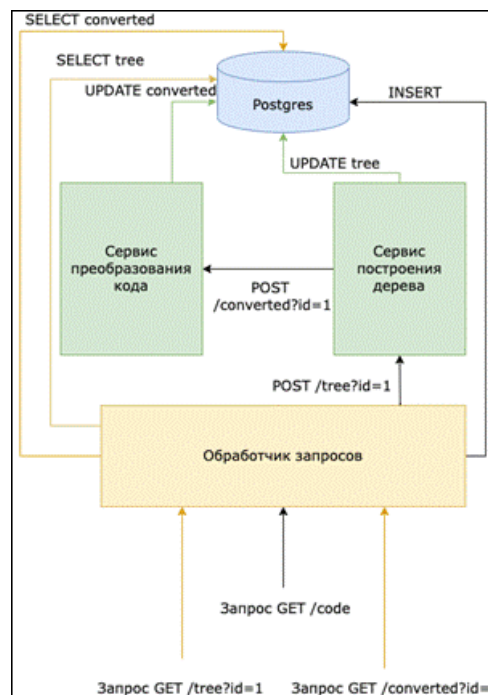 SELECT converted
SELECT tree
UPDATE converted
Postgres
INSERT
UPDATE tree
Сервис
преобразования
кода
Сервис
построения
дерева
POST
/converted?id=1
POST /tree?id=1
Обработчик запросов
Запрос GET /code
Запрос GET /tree?id=1
Запрос GET /converted?id=